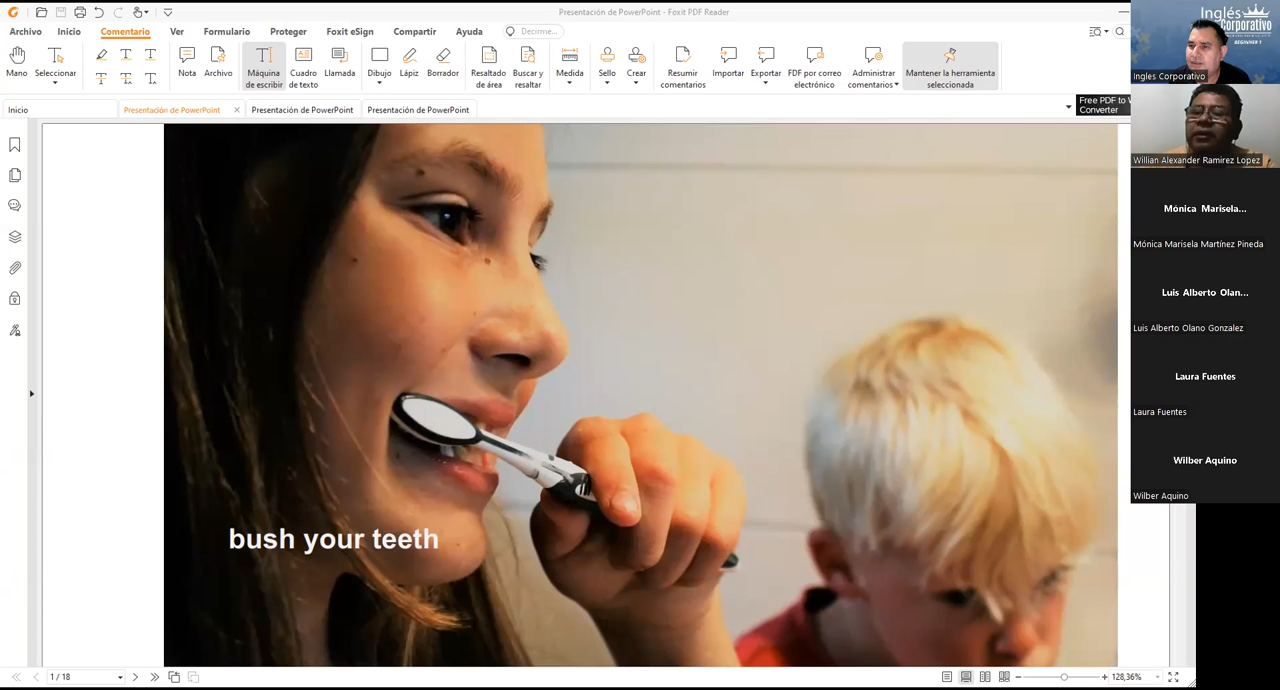 Presentación de PowerPoint - Foxit PDF Reader
Archivo Inicio Comentario Ver Formulario Proteger Foxit eSign Compartir Ayuda Decirme...
Mano Seleccionar Nota Archivo Máquina de escribir Cuadro de texto Llamada Dibujo Lápiz Borrador Resaltado de área Buscar y resaltar Medida Sello Crear Resumir comentarios Importar Exportar PDF por correo electrónico Administrar comentarios Mantener la herramienta seleccionada
Inicio Presentación de PowerPoint Presentación de PowerPoint Presentación de PowerPoint
Free PDF to W
Converter
Inglés
Corporativo
BEGINNER 1
Ingles Corporativo
Willian Alexander Ramirez Lopez
Mónica Marisela...
Mónica Marisela Martínez Pineda
Luis Alberto Olan...
Luis Alberto Olano Gonzalez
Laura Fuentes
Laura Fuentes
Wilber Aquino
Wilber Aquino
bush your teeth
1 / 18
128,36%